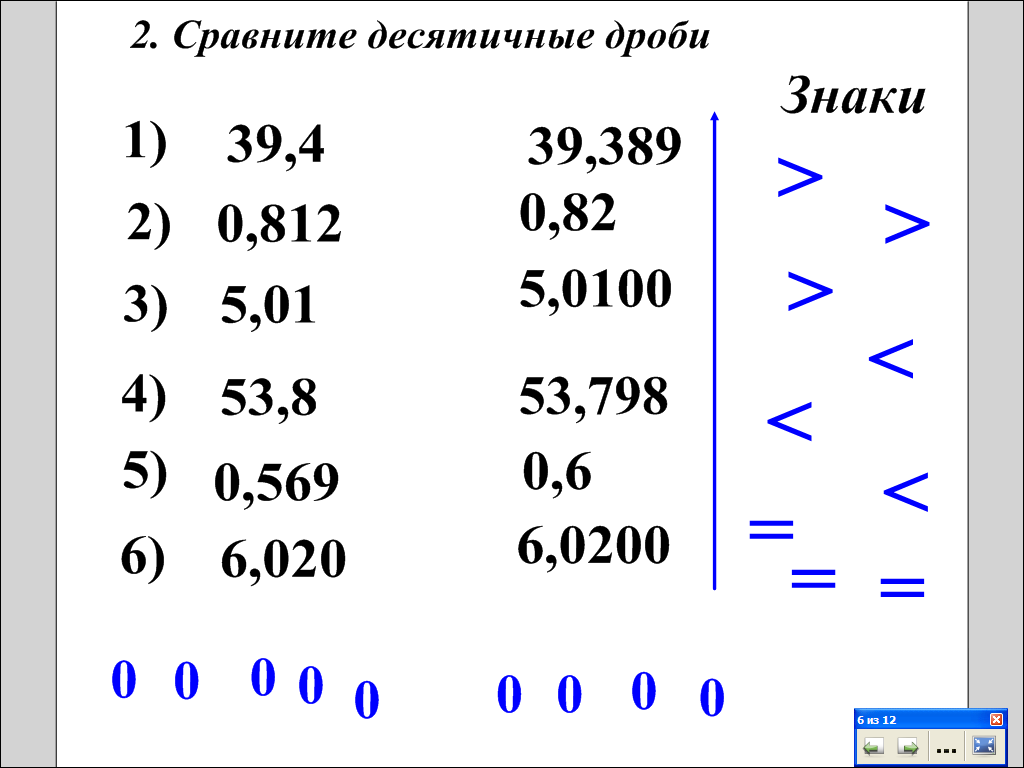 2. Сравните десятичные дроби
Знаки
1) 39,4 39,389 >
2) 0,812 0,82 >
3) 5,01 5,0100 >
<
4) 53,8 53,798 <
5) 0,569 0,6 <
=
6) 6,020 6,0200 = =
0 0 0 0 0 0 0 0 0
6 из 12
...